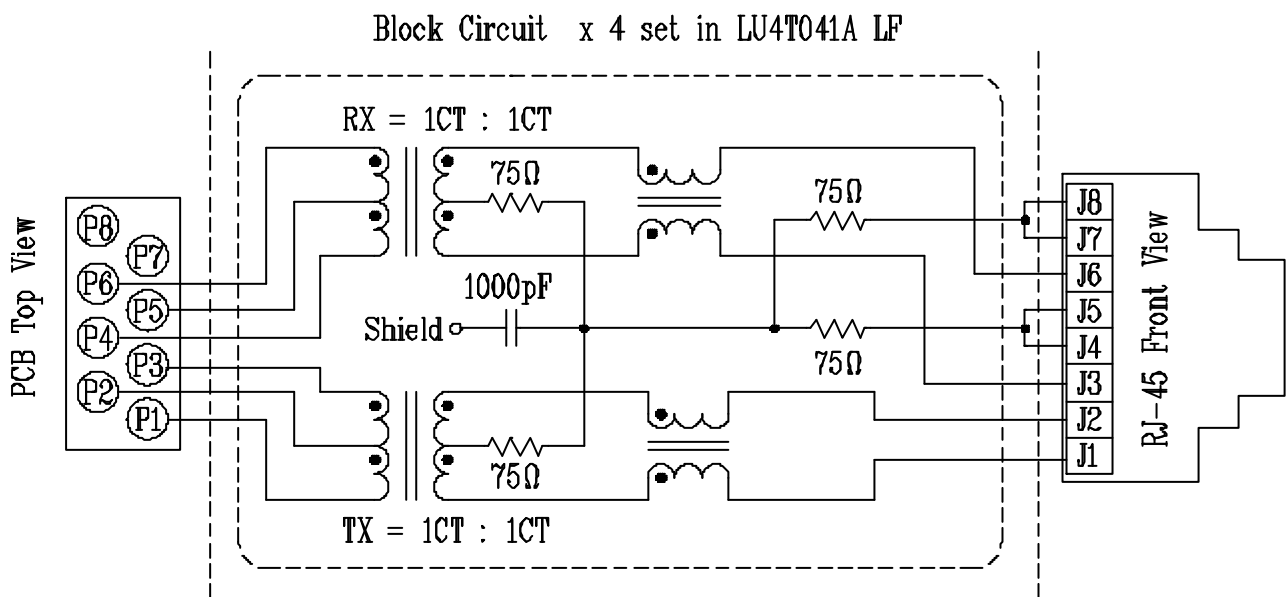 Block Circuit x 4 set in LU4T041A LF
RX = 1CT : 1CT
75Ω
75Ω
PCB Top View
P8
P7
P6
P5
P4
P3
P2
P1
1000pF
Shield
75Ω
75Ω
TX = 1CT : 1CT
J8
J7
J6
J5
J4
J3
J2
J1
RJ-45 Front View